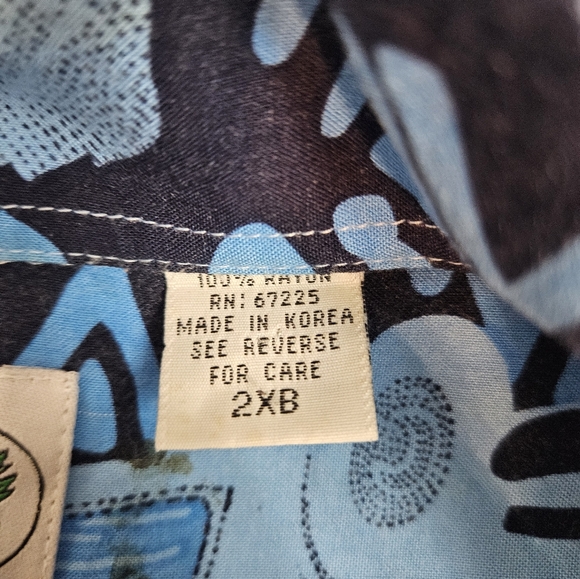 100% RAYON
RN: 67225
MADE IN KOREA
SEE REVERSE
FOR CARE
2XB